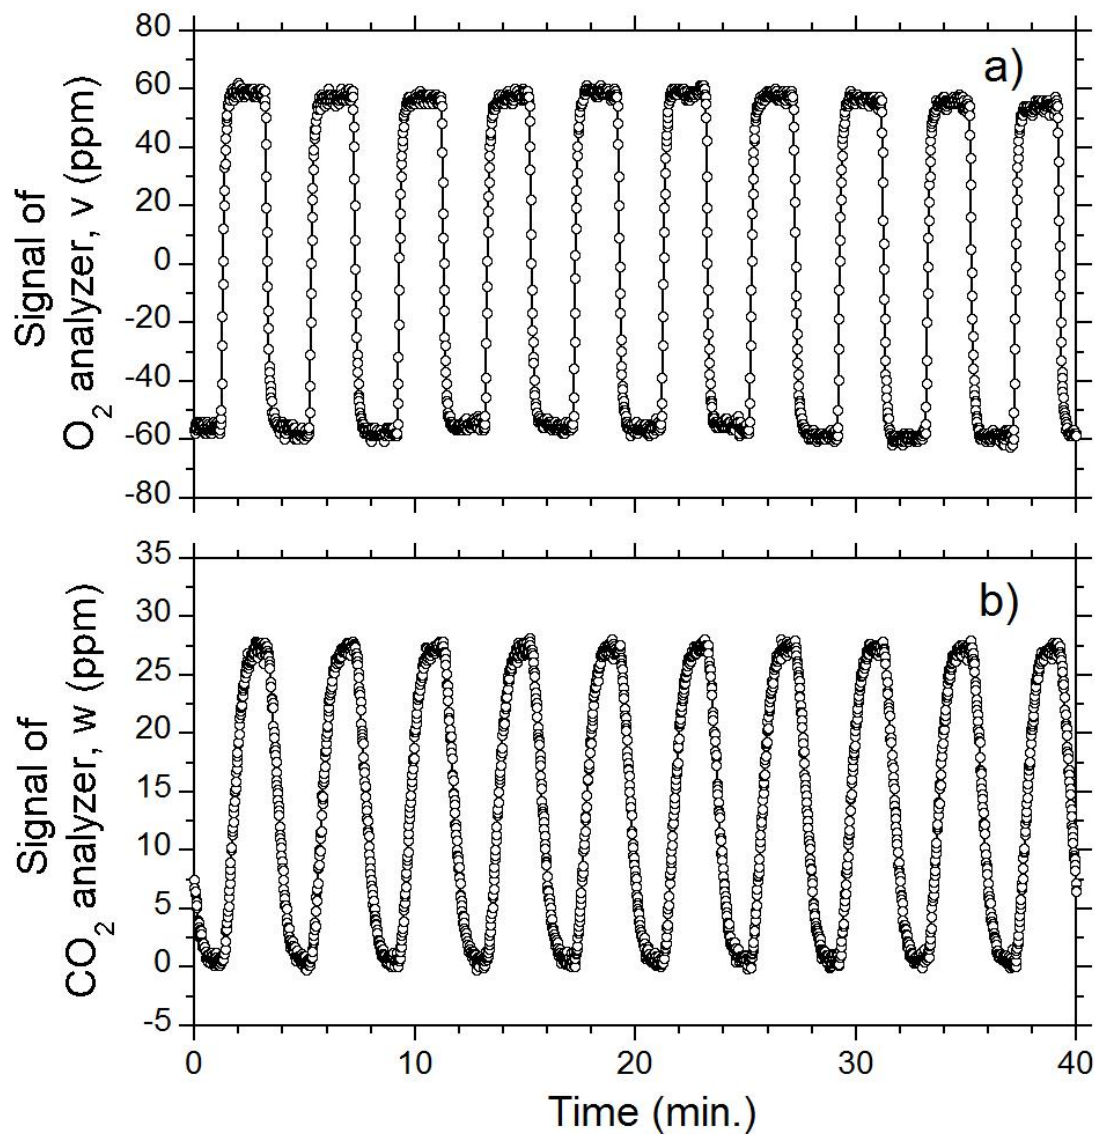 80
60
40
20
0
-20
-40
-60
-80
Signal of
O₂ analyzer, v (ppm)
a)
35
30
25
20
15
10
5
0
-5
Signal of
CO₂ analyzer, w (ppm)
b)
0 10 20 30 40
Time (min.)